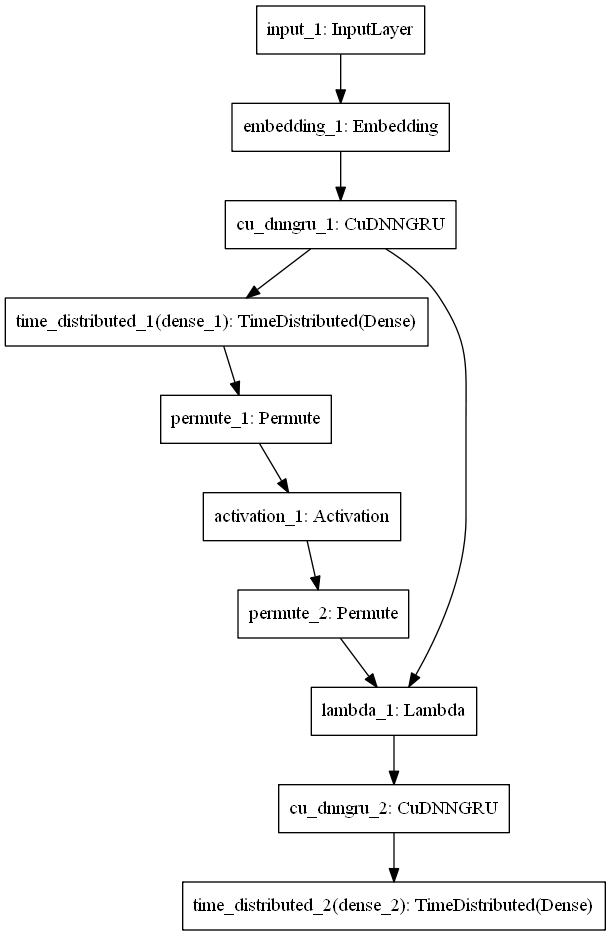 input_1: InputLayer
embedding_1: Embedding
cu_dnngru_1: CuDNNGRU
time_distributed_1(dense_1): TimeDistributed(Dense)
permute_1: Permute
activation_1: Activation
permute_2: Permute
lambda_1: Lambda
cu_dnngru_2: CuDNNGRU
time_distributed_2(dense_2): TimeDistributed(Dense)